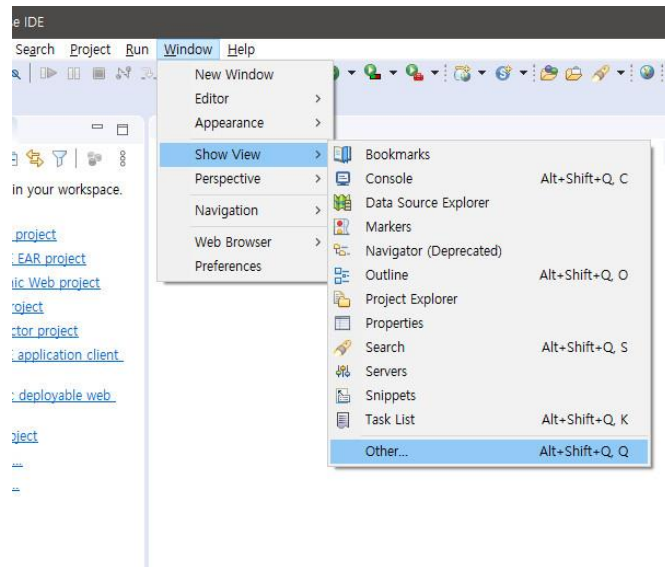 e IDE
Search Project Run Window Help
New Window
Editor
Appearance
Show View
Perspective
Navigation
Web Browser
Preferences
Bookmarks
Console Alt+Shift+Q, C
Data Source Explorer
Markers
Navigator (Deprecated)
Outline Alt+Shift+Q, O
Project Explorer
Properties
Search Alt+Shift+Q, S
Servers
Snippets
Task List Alt+Shift+Q, K
Other... Alt+Shift+Q, Q
in your workspace.
project
EAR project
ic Web project
roject
ctor project
application client
deployable web
oject
...
...